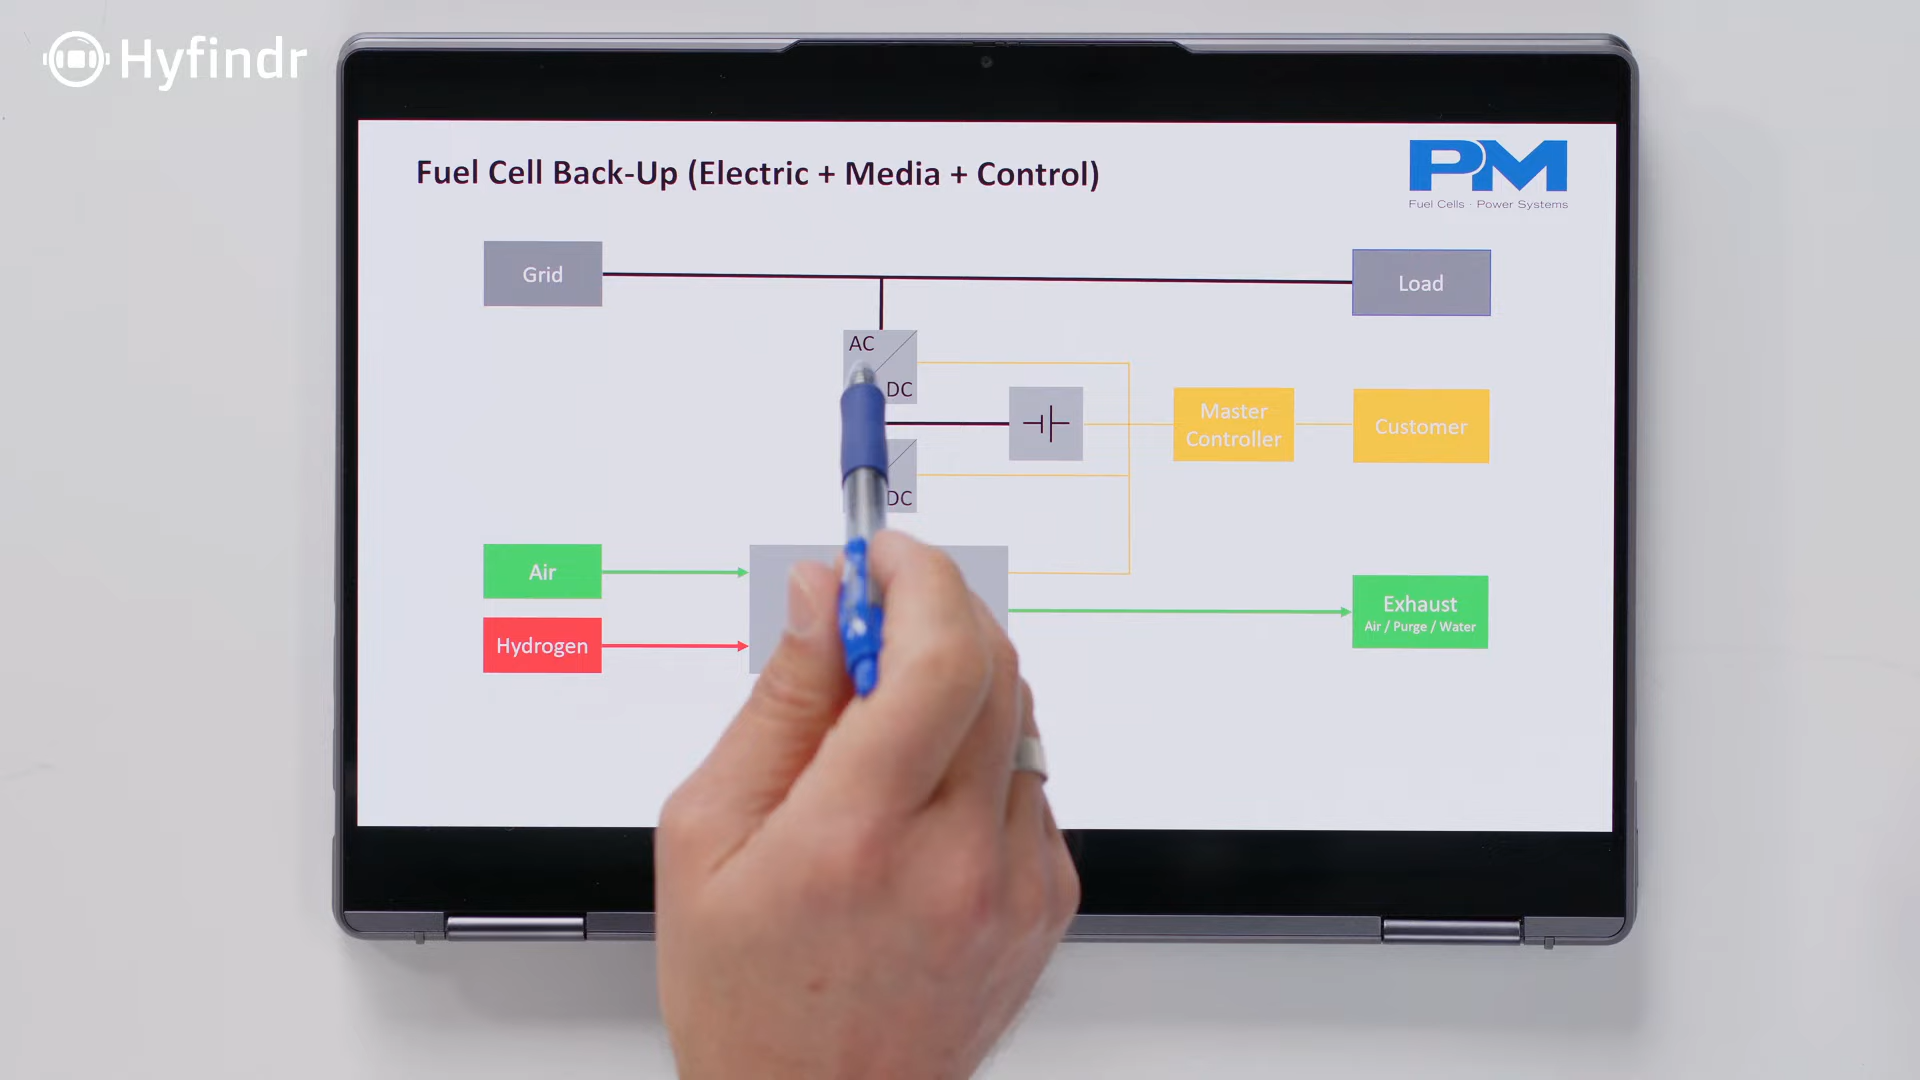 Hyfindr
Fuel Cell Back-Up (Electric + Media + Control)
PM
Fuel Cells · Power Systems
Grid
Load
AC
DC
Master
Controller
Customer
DC
Air
Hydrogen
Exhaust
Air / Purge / Water